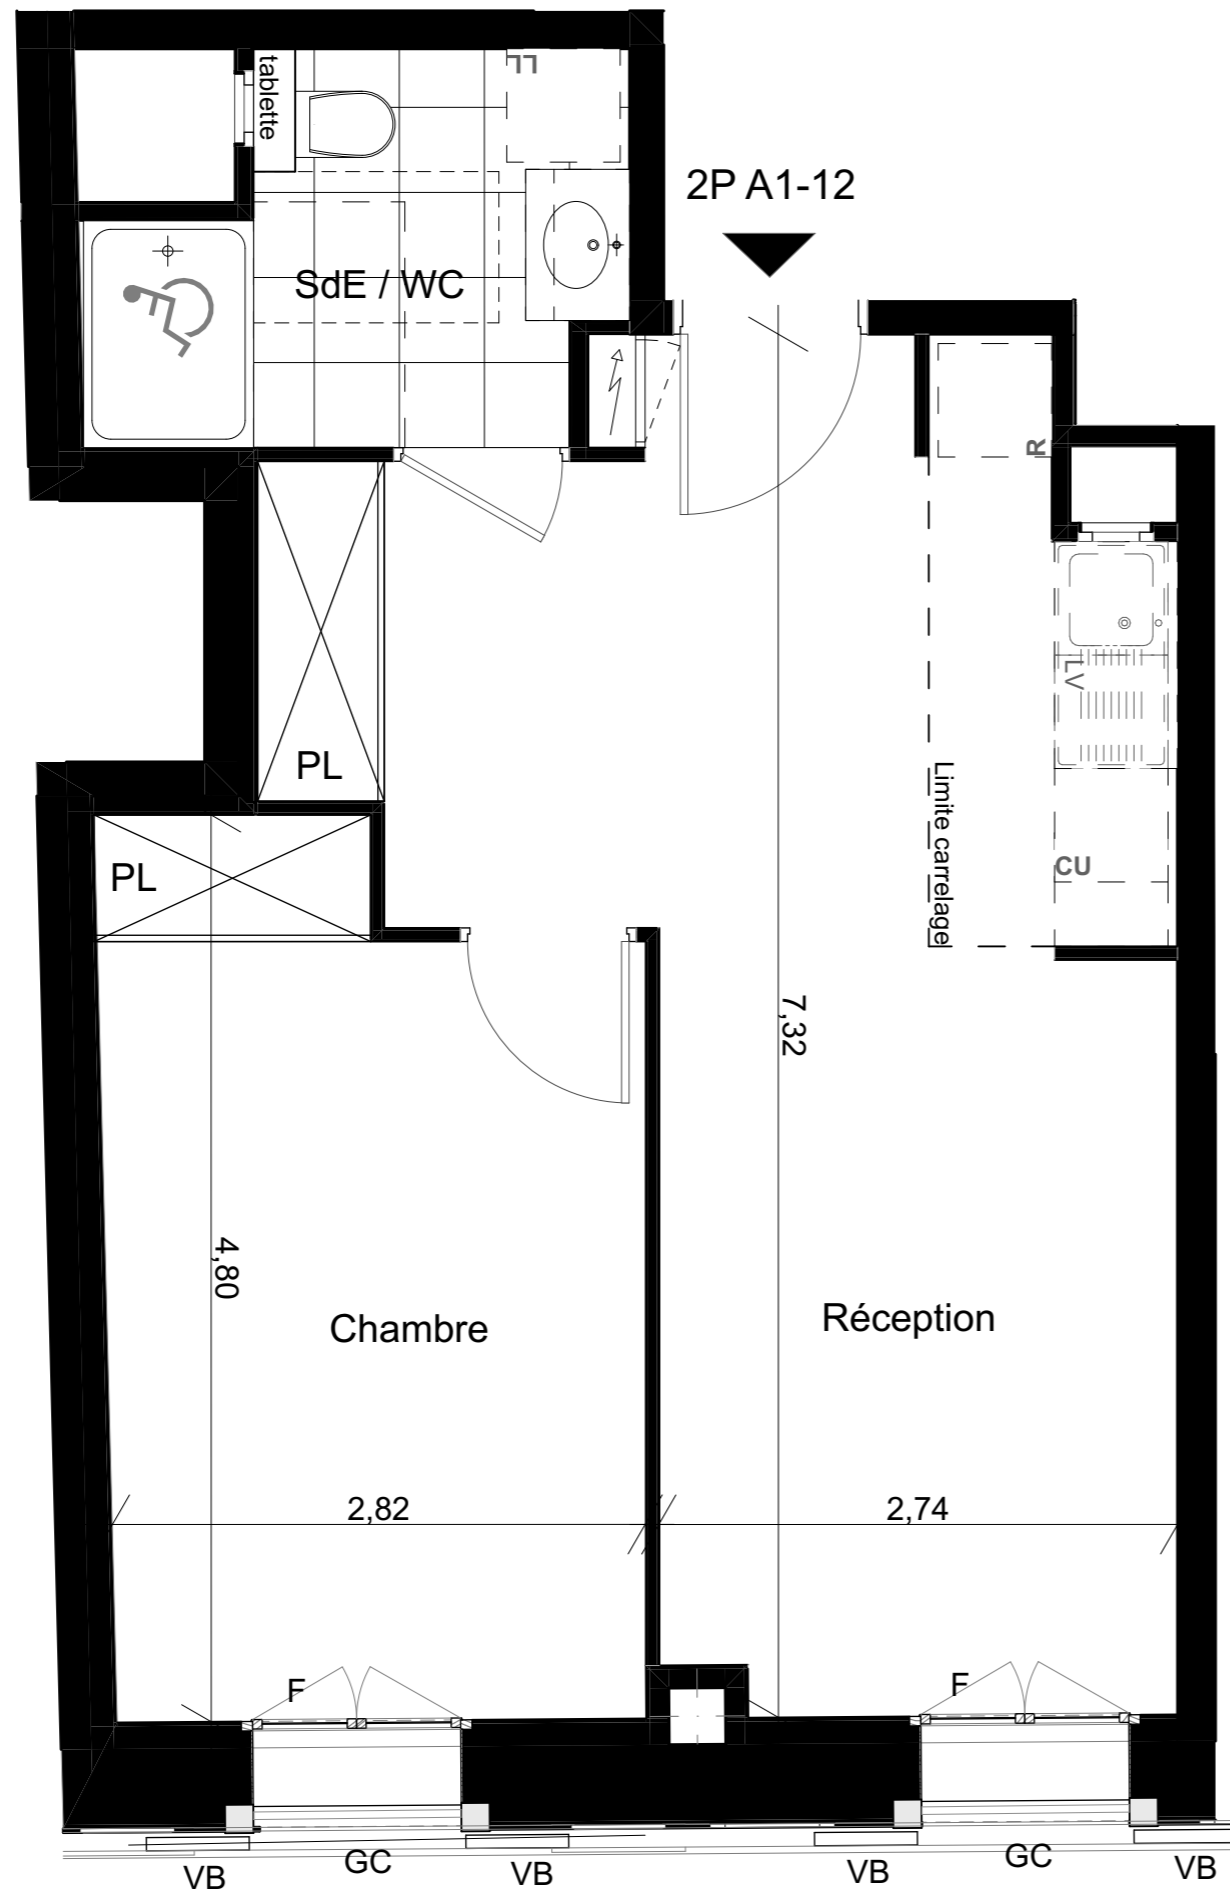 tablette
LL
2P A1-12
SdE / WC
R
LV
PL
Limite carrelage
PL
CU
7,32
4,80
Chambre
Réception
2,82
2,74
F
F
VB
GC
VB
VB
GC
VB